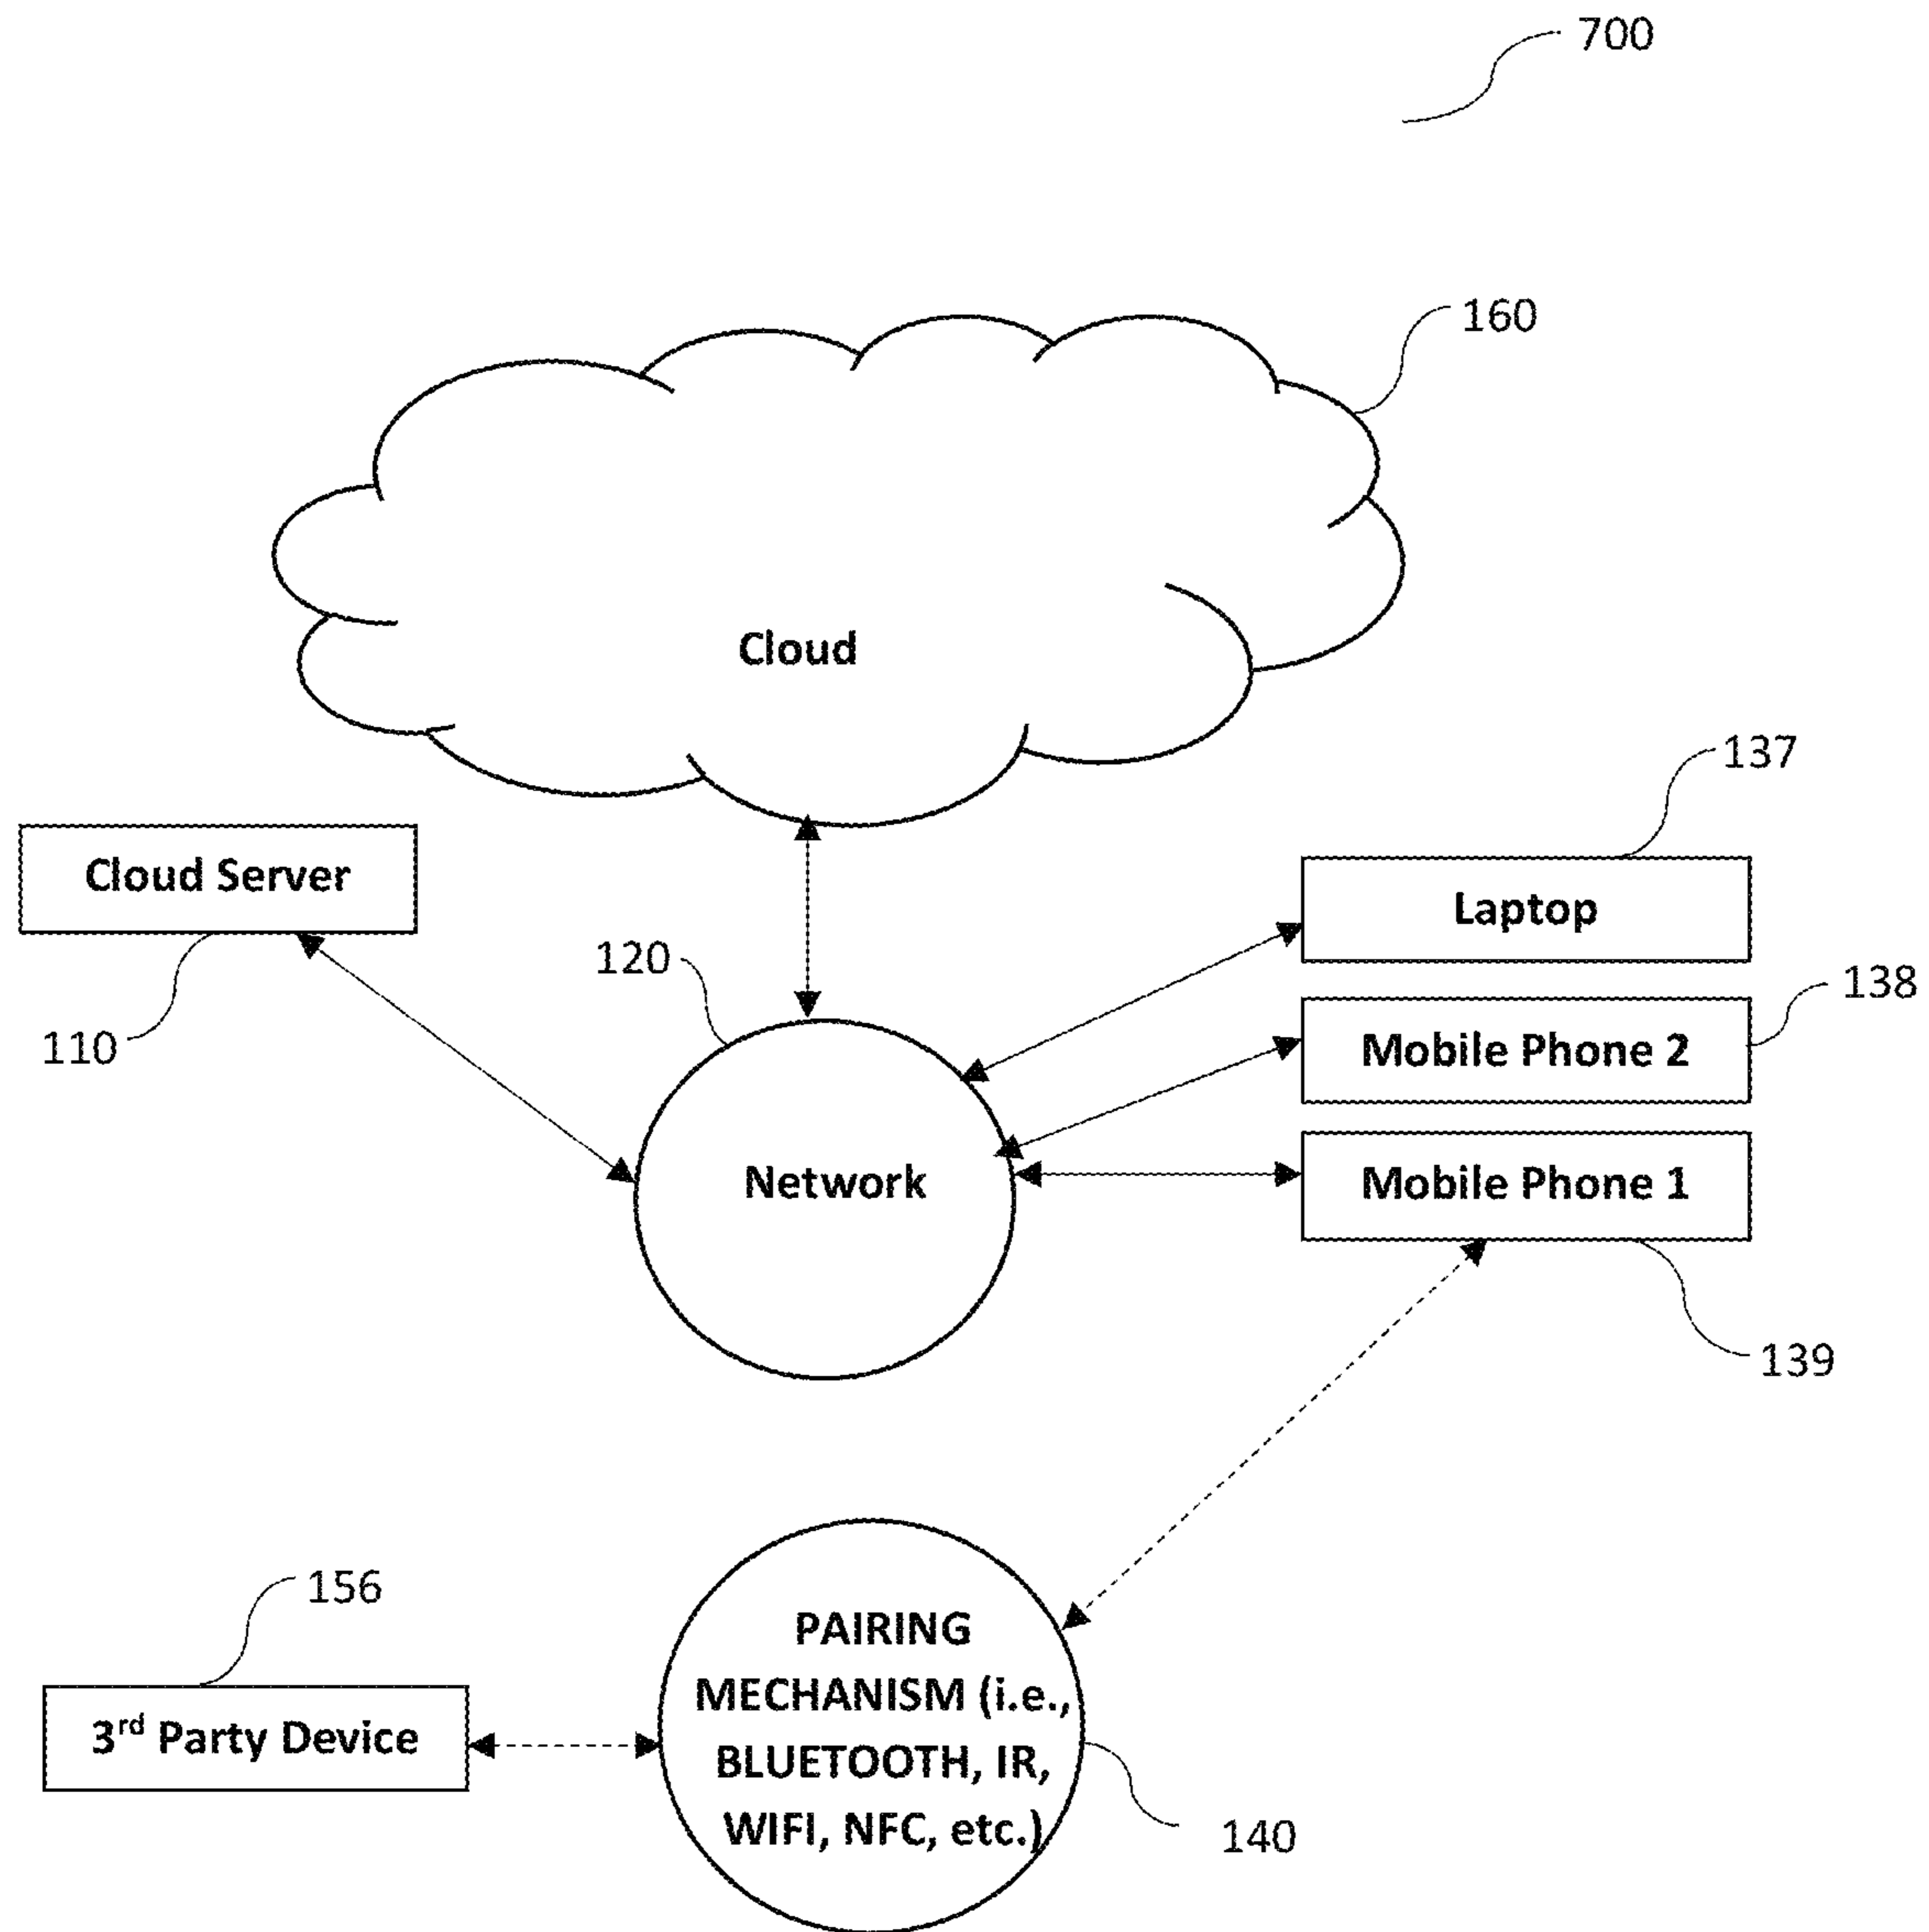 700
160
Cloud
137
Cloud Server
Laptop
120
138
110
Mobile Phone 2
Network
Mobile Phone 1
139
156
PAIRING
MECHANISM (i.e.,
3rd Party Device
BLUETOOTH, IR,
WIFI, NFC, etc.)
140